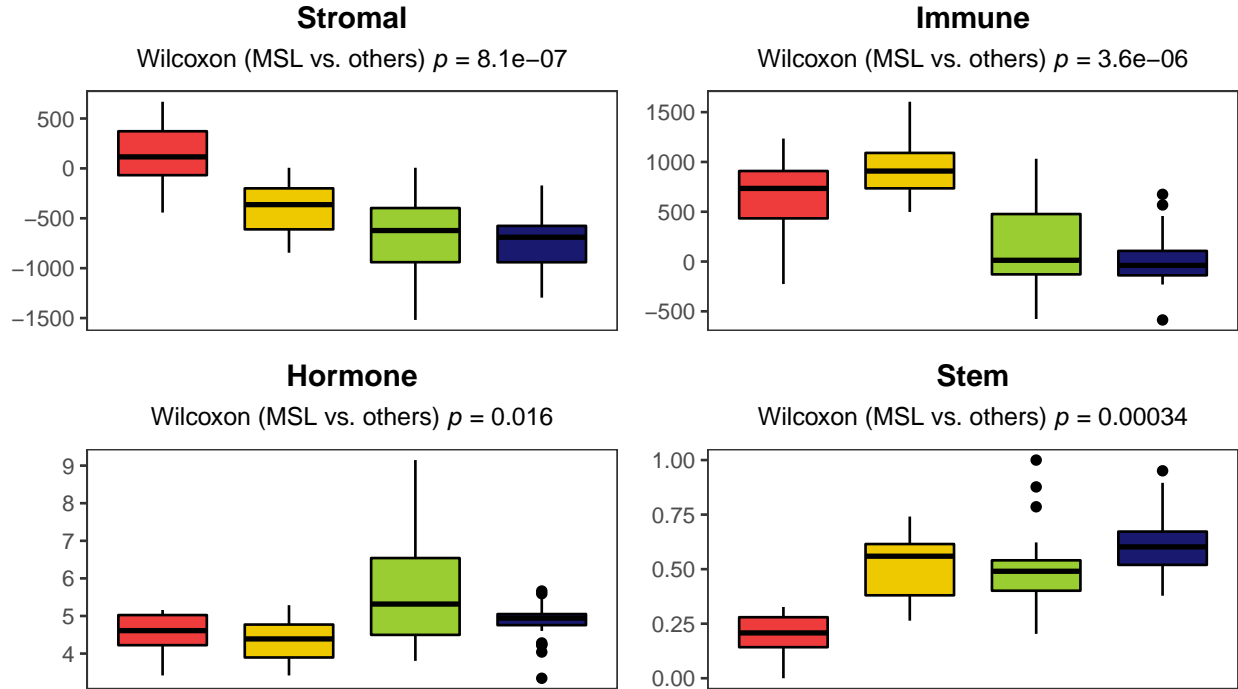 Stromal
Wilcoxon (MSL vs. others) p = 8.1e−07
500
0
−500
−1000
−1500
Immune
Wilcoxon (MSL vs. others) p = 3.6e−06
1500
1000
500
0
−500
Hormone
Wilcoxon (MSL vs. others) p = 0.016
9
8
7
6
5
4
Stem
Wilcoxon (MSL vs. others) p = 0.00034
1.00
0.75
0.50
0.25
0.00